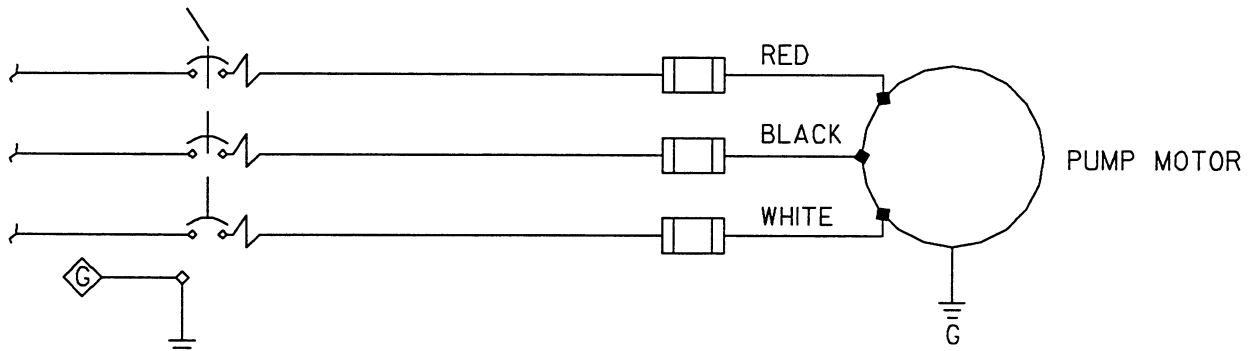 RED
BLACK
PUMP MOTOR
WHITE
G
G